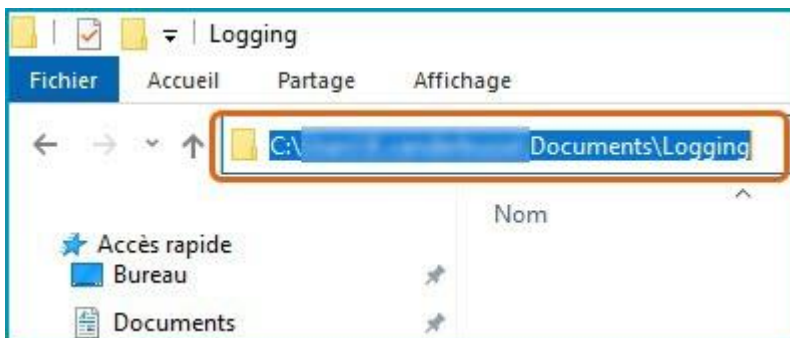 Logging
Fichier Accueil Partage Affichage
C:\ Documents\Logging
Nom
Accès rapide
Bureau
Documents